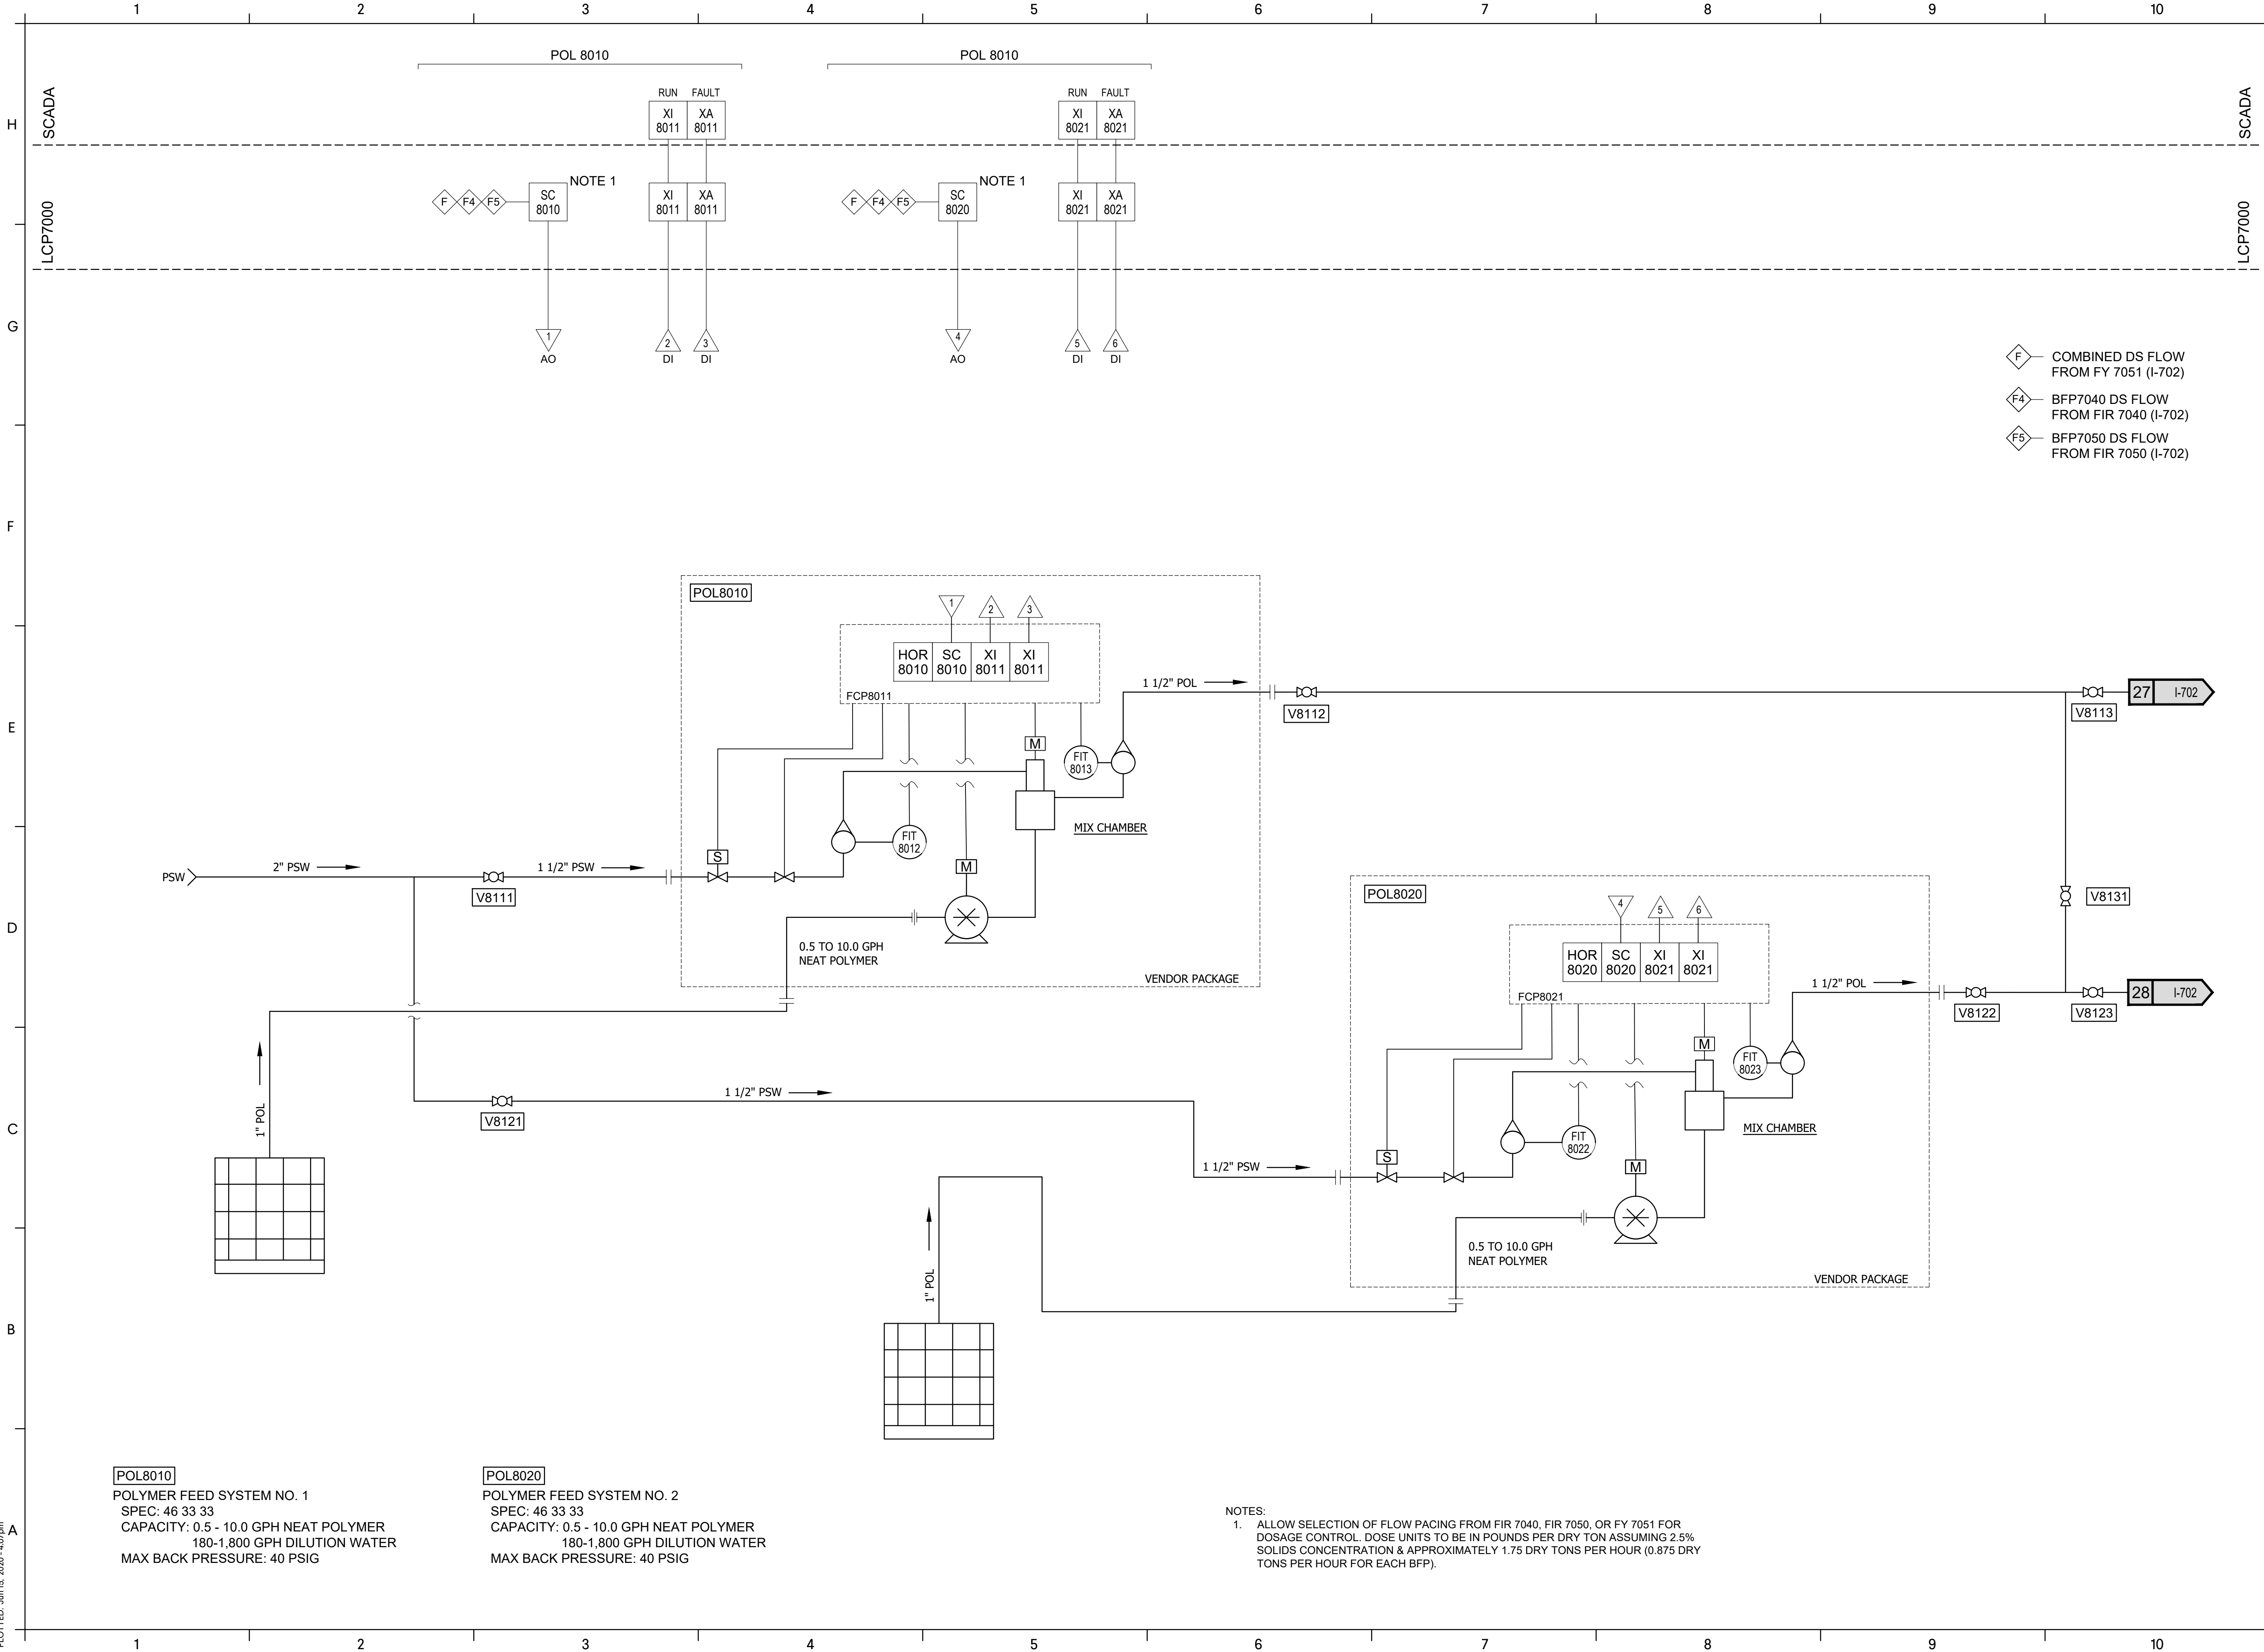 1 2 3 4 5 6 7 8 9 10
POL 8010 POL 8010
SCADA
H
RUN FAULT
XI 8011
XA 8011
RUN FAULT
XI 8021
XA 8021
SCADA
LCP7000
F F4 F5
SC 8010
NOTE 1
XI 8011
XA 8011
F F4 F5
SC 8020
NOTE 1
XI 8021
XA 8021
LCP7000
G
1 AO
2 DI
3 DI
4 AO
5 DI
6 DI
F COMBINED DS FLOW
FROM FY 7051 (I-702)
F4 BFP7040 DS FLOW
FROM FIR 7040 (I-702)
F5 BFP7050 DS FLOW
FROM FIR 7050 (I-702)
F
POL8010
1 2 3
HOR 8010
SC 8010
XI 8011
XI 8011
FCP8011
1 1/2" POL
V8112
V8113
27 I-702
E
M
FIT 8013
MIX CHAMBER
FIT 8012
S
M
PSW
2" PSW
V8111
1 1/2" PSW
0.5 TO 10.0 GPH
NEAT POLYMER
VENDOR PACKAGE
D
V8131
POL8020
4 5 6
HOR 8020
SC 8020
XI 8021
XI 8021
FCP8021
1 1/2" POL
V8122
V8123
28 I-702
M
FIT 8023
MIX CHAMBER
FIT 8022
S
M
C
1" POL
V8121
1 1/2" PSW
1 1/2" PSW
0.5 TO 10.0 GPH
NEAT POLYMER
VENDOR PACKAGE
1" POL
B
POL8010
POLYMER FEED SYSTEM NO. 1
SPEC: 46 33 33
CAPACITY: 0.5 - 10.0 GPH NEAT POLYMER
180-1,800 GPH DILUTION WATER
MAX BACK PRESSURE: 40 PSIG
POL8020
POLYMER FEED SYSTEM NO. 2
SPEC: 46 33 33
CAPACITY: 0.5 - 10.0 GPH NEAT POLYMER
180-1,800 GPH DILUTION WATER
MAX BACK PRESSURE: 40 PSIG
NOTES:
1. ALLOW SELECTION OF FLOW PACING FROM FIR 7040, FIR 7050, OR FY 7051 FOR
DOSAGE CONTROL. DOSE UNITS TO BE IN POUNDS PER DRY TON ASSUMING 2.5%
SOLIDS CONCENTRATION & APPROXIMATELY 1.75 DRY TONS PER HOUR (0.875 DRY
TONS PER HOUR FOR EACH BFP).
A
1 2 3 4 5 6 7 8 9 10